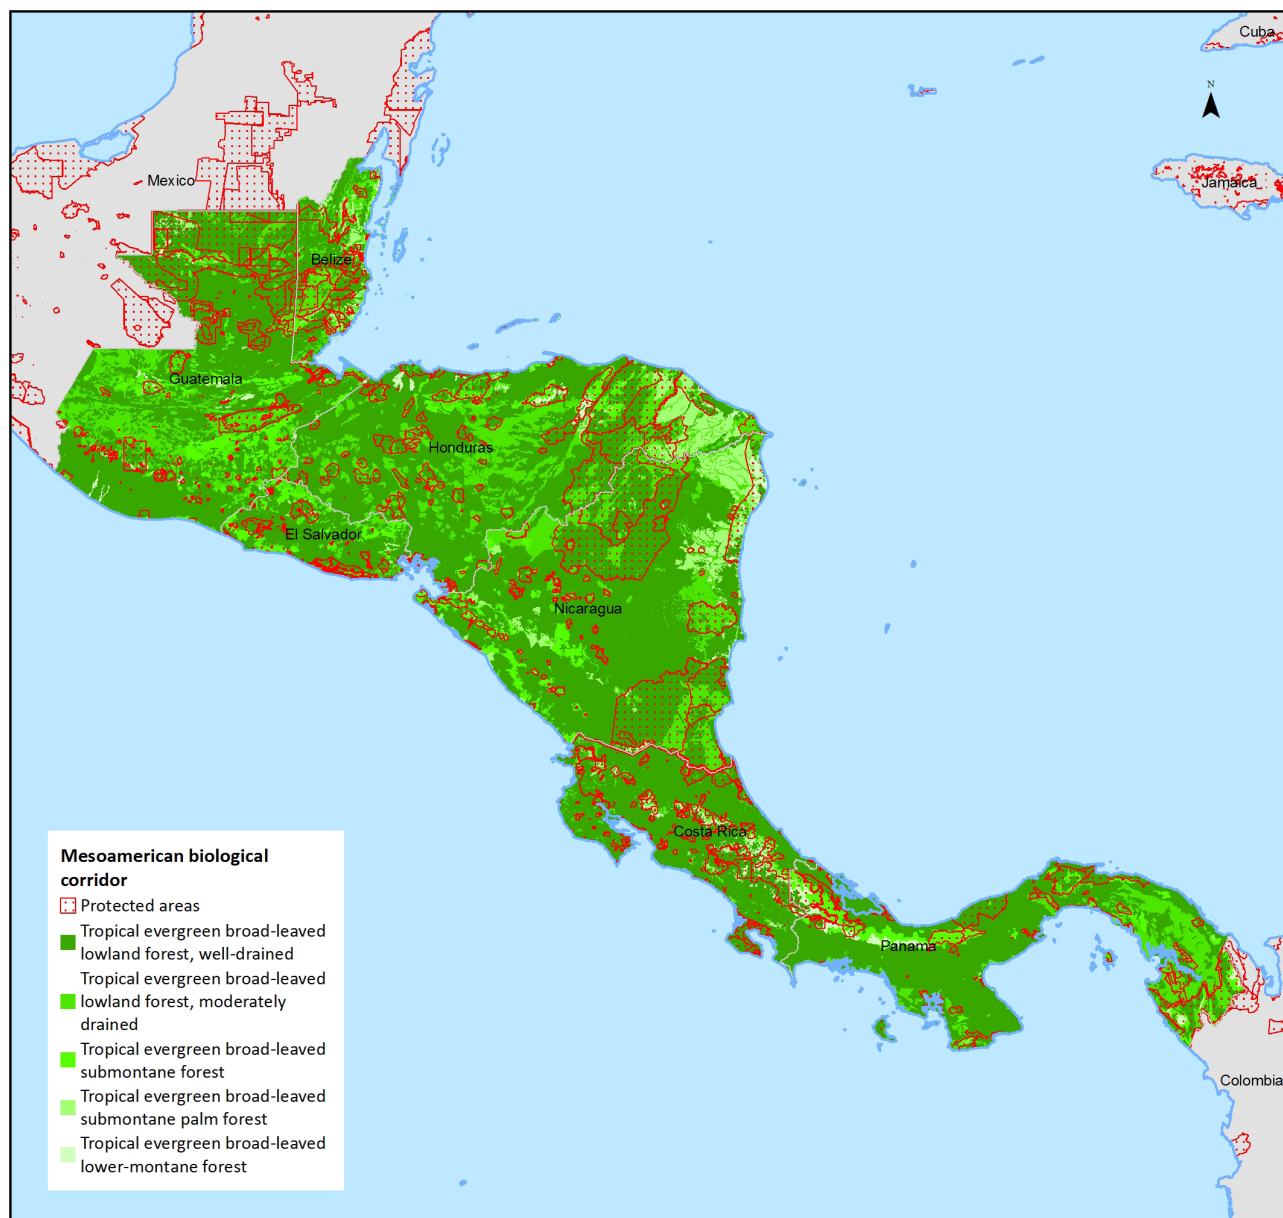 Cuba
N
Jamaica
Mexico
Belize
Guatemala
Honduras
El Salvador
Nicaragua
Costa Rica
Panama
Colombia
Mesoamerican biological
corridor
Protected areas
Tropical evergreen broad-leaved
lowland forest, well-drained
Tropical evergreen broad-leaved
lowland forest, moderately
drained
Tropical evergreen broad-leaved
submontane forest
Tropical evergreen broad-leaved
submontane palm forest
Tropical evergreen broad-leaved
lower-montane forest